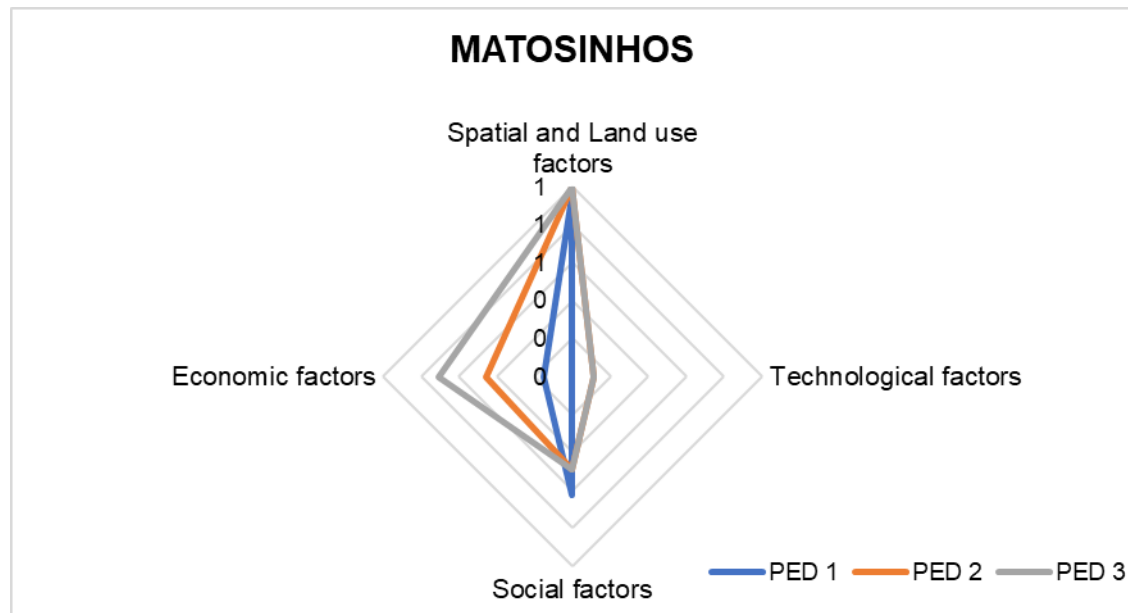 MATOSINHOS
Spatial and Land use
factors
1
1
1
0
0
0
Economic factors
Technological factors
Social factors
PED 1
PED 2
PED 3